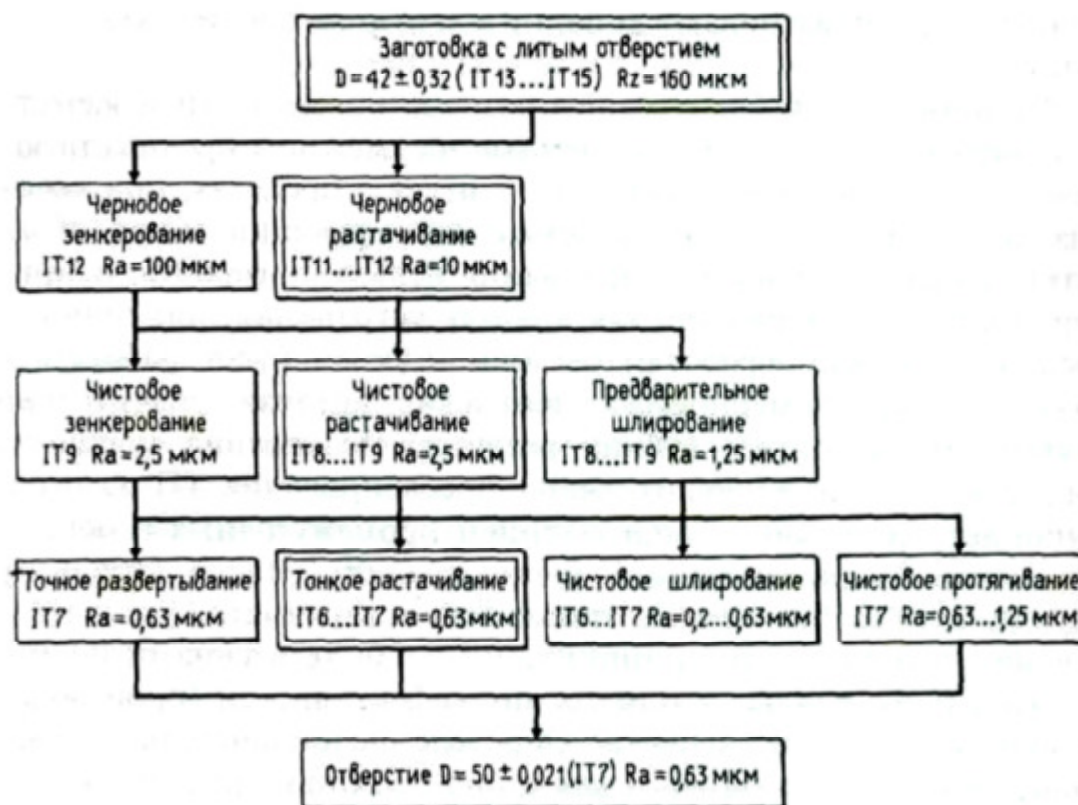 Заготовка с литым отверстием
D=42±0,32 (IT13...IT15) Rz=160 мкм
Черновое
зенкерование
IT12 Ra=100 мкм
Черновое
растачивание
IT11...IT12 Ra=10 мкм
Чистовое
зенкерование
IT9 Ra=2,5 мкм
Чистовое
растачивание
IT8...IT9 Ra=2,5 мкм
Предварительное
шлифование
IT8...IT9 Ra=1,25 мкм
Точное развертывание
IT7 Ra=0,63 мкм
Тонкое растачивание
IT6...IT7 Ra=0,63 мкм
Чистовое шлифование
IT6...IT7 Ra=0,2...0,63 мкм
Чистовое протягивание
IT7 Ra=0,63...1,25 мкм
Отверстие D=50±0,021(IT7) Ra=0,63 мкм